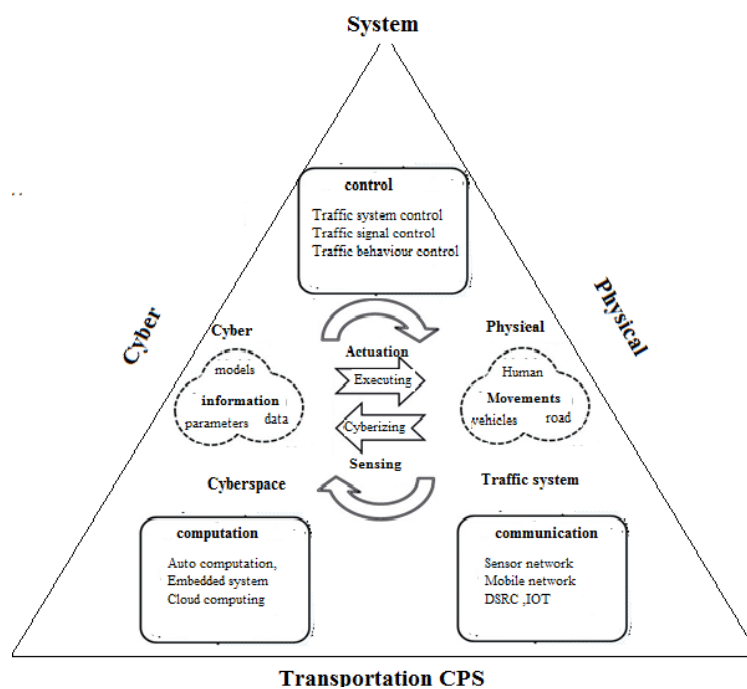 System
control
Traffic system control
Traffic signal control
Traffic behaviour control
Cyber
Physical
Cyber
Physical
models
information
parameters data
Actuation
Executing
Cyberizing
Sensing
Human
Movements
vehicles road
Cyberspace
Traffic system
computation
Auto computation,
Embedded system
Cloud computing
communication
Sensor network
Mobile network
DSRC ,IOT
Transportation CPS